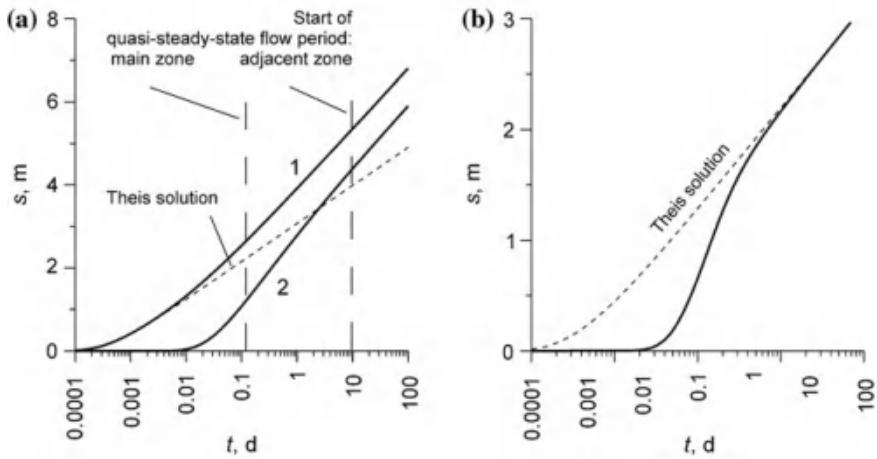 (a)
Start of
quasi-steady-state flow period:
main zone adjacent zone
8
6
4
2
0
s, m
1
2
Theis solution
0.0001
0.001
0.01
0.1
1
10
100
t, d
(b)
3
2
1
0
s, m
Theis solution
0.0001
0.001
0.01
0.1
10
100
t, d